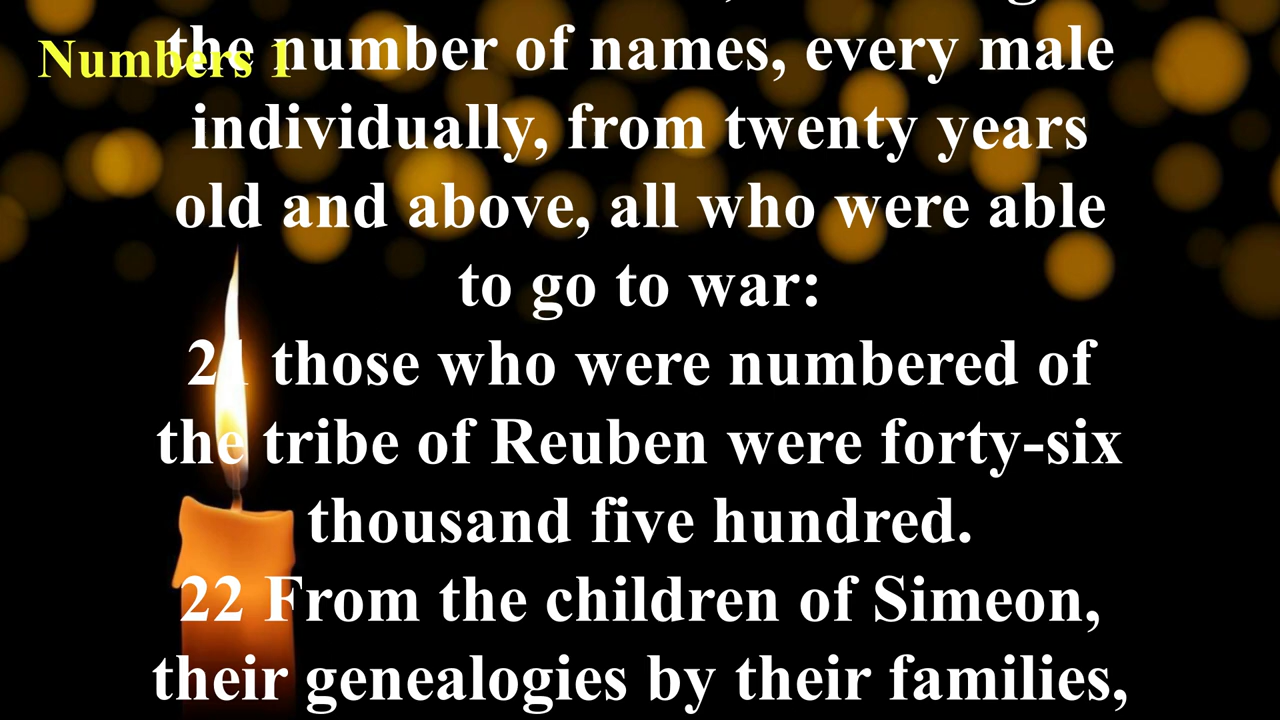 Numbers 1
the number of names, every male
individually, from twenty years
old and above, all who were able
to go to war:
21 those who were numbered of
the tribe of Reuben were forty-six
thousand five hundred.
22 From the children of Simeon,
their genealogies by their families,